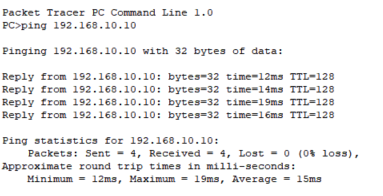 Packet Tracer PC Command Line 1.0
PC>ping 192.168.10.10
Pinging 192.168.10.10 with 32 bytes of data:
Reply from 192.168.10.10: bytes=32 time=12ms TTL=128
Reply from 192.168.10.10: bytes=32 time=14ms TTL=128
Reply from 192.168.10.10: bytes=32 time=19ms TTL=128
Reply from 192.168.10.10: bytes=32 time=16ms TTL=128
Ping statistics for 192.168.10.10:
Packets: Sent = 4, Received = 4, Lost = 0 (0% loss),
Approximate round trip times in milli-seconds:
Minimum = 12ms, Maximum = 19ms, Average = 15ms